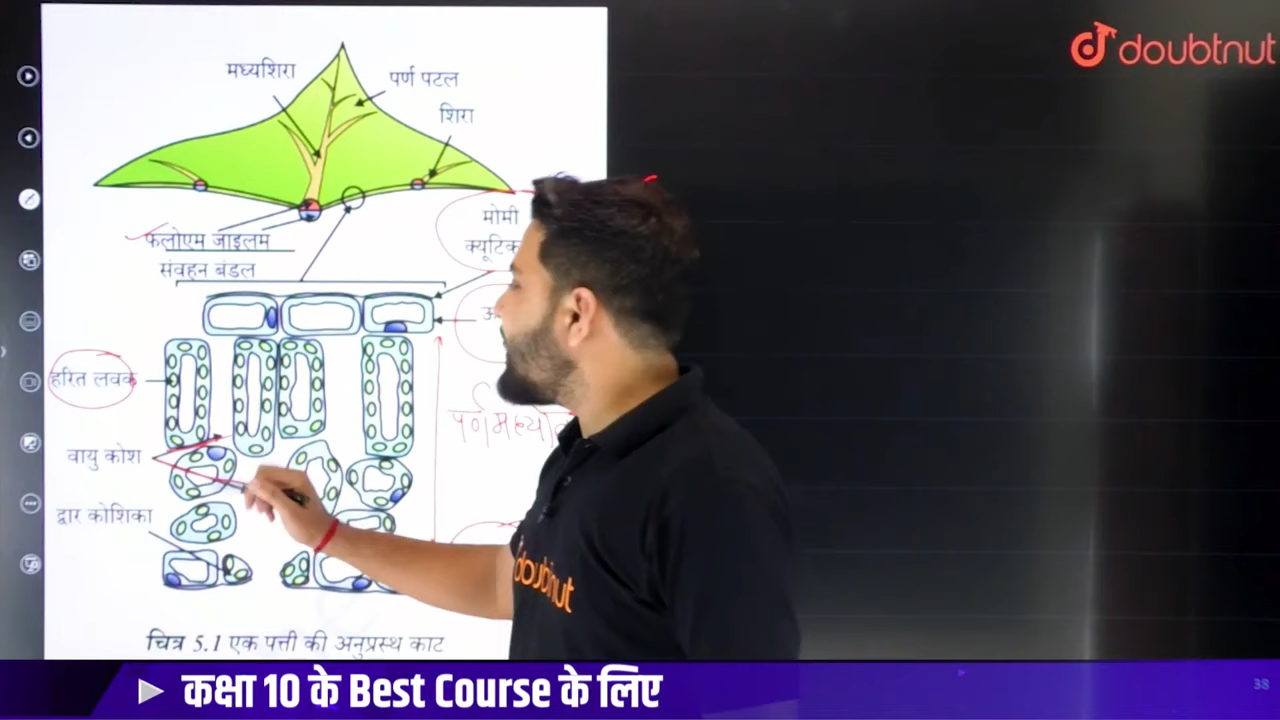 doubtnut
मध्यशिरा
पर्ण पटल
शिरा
फ्लोएम जाइलम
संवहन बंडल
मोमी
हरित लवक
वायु कोश
द्वार कोशिका
doubtnut
चित्र 5.1 एक पत्ती की अनुप्रस्थ काट
कक्षा 10 के Best Course के लिए
38